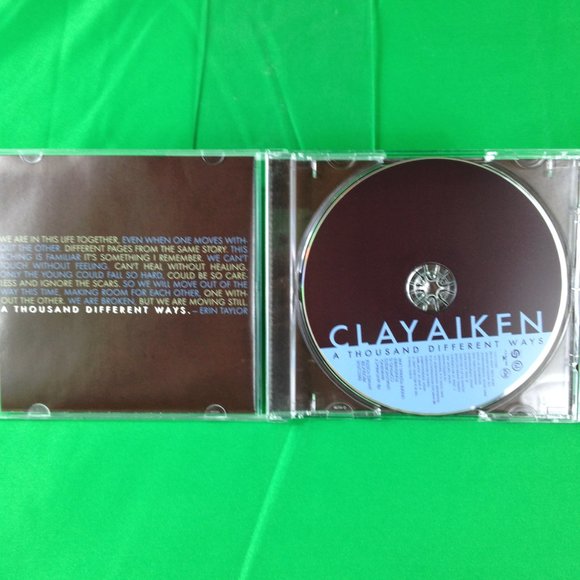 WE ARE IN THIS LIFE TOGETHER. EVEN WHEN ONE MOVES WITH-
OUT THE OTHER. DIFFERENT PAGES FROM THE SAME STORY. THIS
ACHING IS FAMILIAR IT'S SOMETHING I REMEMBER. WE CAN'T
TOUCH WITHOUT FEELING. CAN'T HEAL WITHOUT HEALING.
ONLY THE YOUNG COULD FALL SO HARD. COULD BE SO CARE-
LESS AND IGNORE THE SCARS. SO WE WILL MOVE OUT OF THE
WAY THIS TIME. MAKING ROOM FOR EACH OTHER. ONE WITH-
OUT THE OTHER. WE ARE BROKEN, BUT WE ARE MOVING STILL
A THOUSAND DIFFERENT WAYS. – ERIN TAYLOR
CLAY AIKEN
A THOUSAND DIFFERENT WAYS